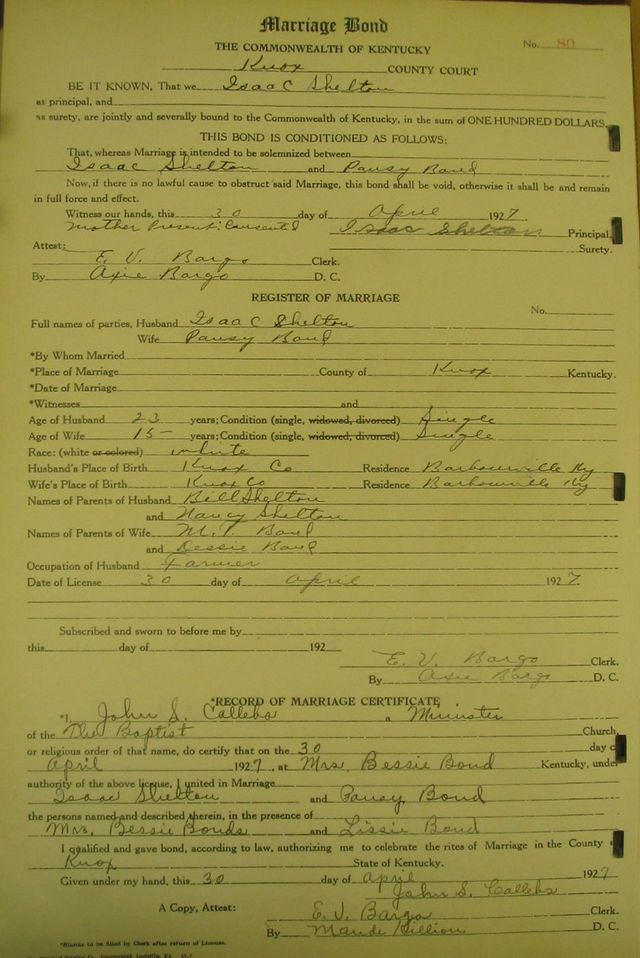 Marriage Bond
THE COMMONWEALTH OF KENTUCKY
No. 80
Knox COUNTY COURT
BE IT KNOWN, That we Isaac Shelton
as principal, and
as surety, are jointly and severally bound to the Commonwealth of Kentucky, in the sum of ONE HUNDRED DOLLARS.
THIS BOND IS CONDITIONED AS FOLLOWS:
That, whereas Marriage is intended to be solemnized between
Isaac Shelton and Pansy Bond
Now, if there is no lawful cause to obstruct said Marriage, this bond shall be void, otherwise it shall be and remain
in full force and effect.
Witness our hands, this 30 day of April 1927
Mother Present; Consented Isaac Shelton Principal,
Attest: Surety.
E. V. Bargo Clerk.
By Axie Bargo D. C.
REGISTER OF MARRIAGE
No.
Full names of parties, Husband Isaac Shelton
Wife Pansy Bond
*By Whom Married
*Place of Marriage County of Knox Kentucky.
*Date of Marriage
*Witnesses and
Age of Husband 23 years; Condition (single, widowed, divorced) Single
Age of Wife 15 years; Condition (single, widowed, divorced) Single
Race: (white or colored) white
Husband's Place of Birth Knox Co Residence Barbourville Ky
Wife's Place of Birth Knox Co Residence Barbourville Ky
Names of Parents of Husband Bill Shelton
and Nancy Shelton
Names of Parents of Wife M. T. Bond
and Dessie Bond
Occupation of Husband Farmer
Date of License 30 day of April 1927.
Subscribed and sworn to before me by
this day of 192
E. V. Bargo Clerk.
By Axie Bargo D. C.
*RECORD OF MARRIAGE CERTIFICATE
*I, John S. Callebs a Minister
of the The Baptist Church,
or religious order of that name, do certify that on the 30 day o
April 1927, at Mrs. Bessie Bond Kentucky, under
authority of the above license, I united in Marriage
Isaac Shelton and Pansy Bond
the persons named and described therein, in the presence of
Mrs. Bessie Bonds and Lissie Bond
I qualified and gave bond, according to law, authorizing me to celebrate the rites of Marriage in the County
Knox State of Kentucky.
Given under my hand, this 30 day of April 1927
John S. Callebs
A Copy, Attest: E. V. Bargo Clerk.
By Maude Killion D. C.
*Blanks to be filled by Clerk after return of License.